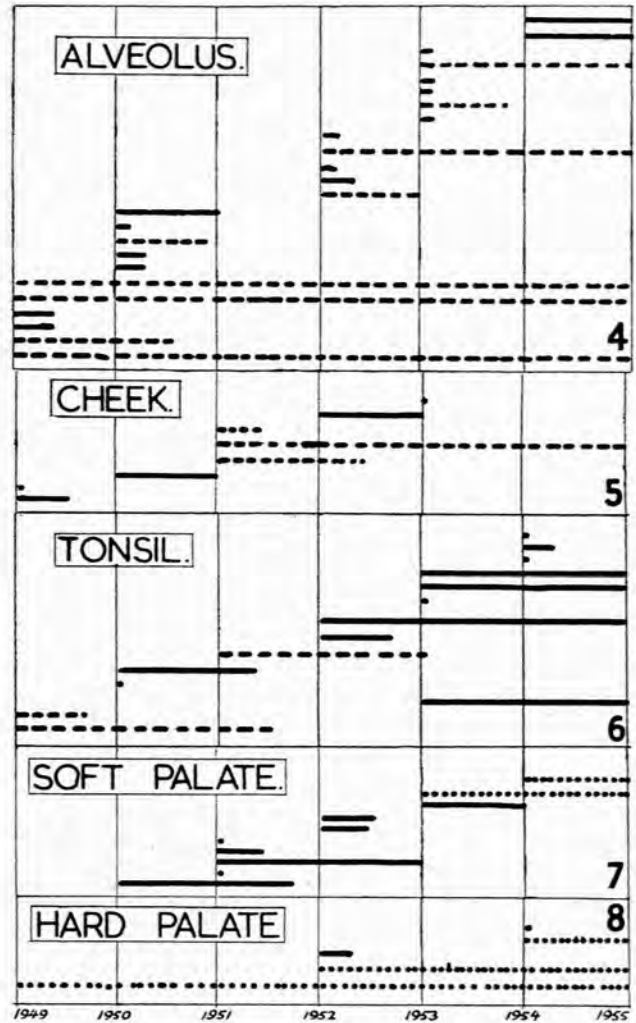 ALVEOLUS.
4
CHEEK.
5
TONSIL.
6
SOFT PALATE.
7
8
HARD PALATE
1949 1950 1951 1952 1953 1954 1955